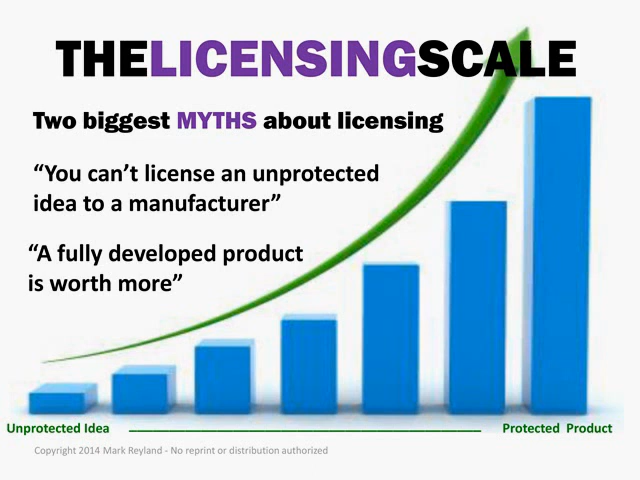 THELICENSINGSCALE
Two biggest MYTHS about licensing
“You can’t license an unprotected
idea to a manufacturer”
“A fully developed product
is worth more”
Unprotected Idea
Protected Product
Copyright 2014 Mark Reyland - No reprint or distribution authorized